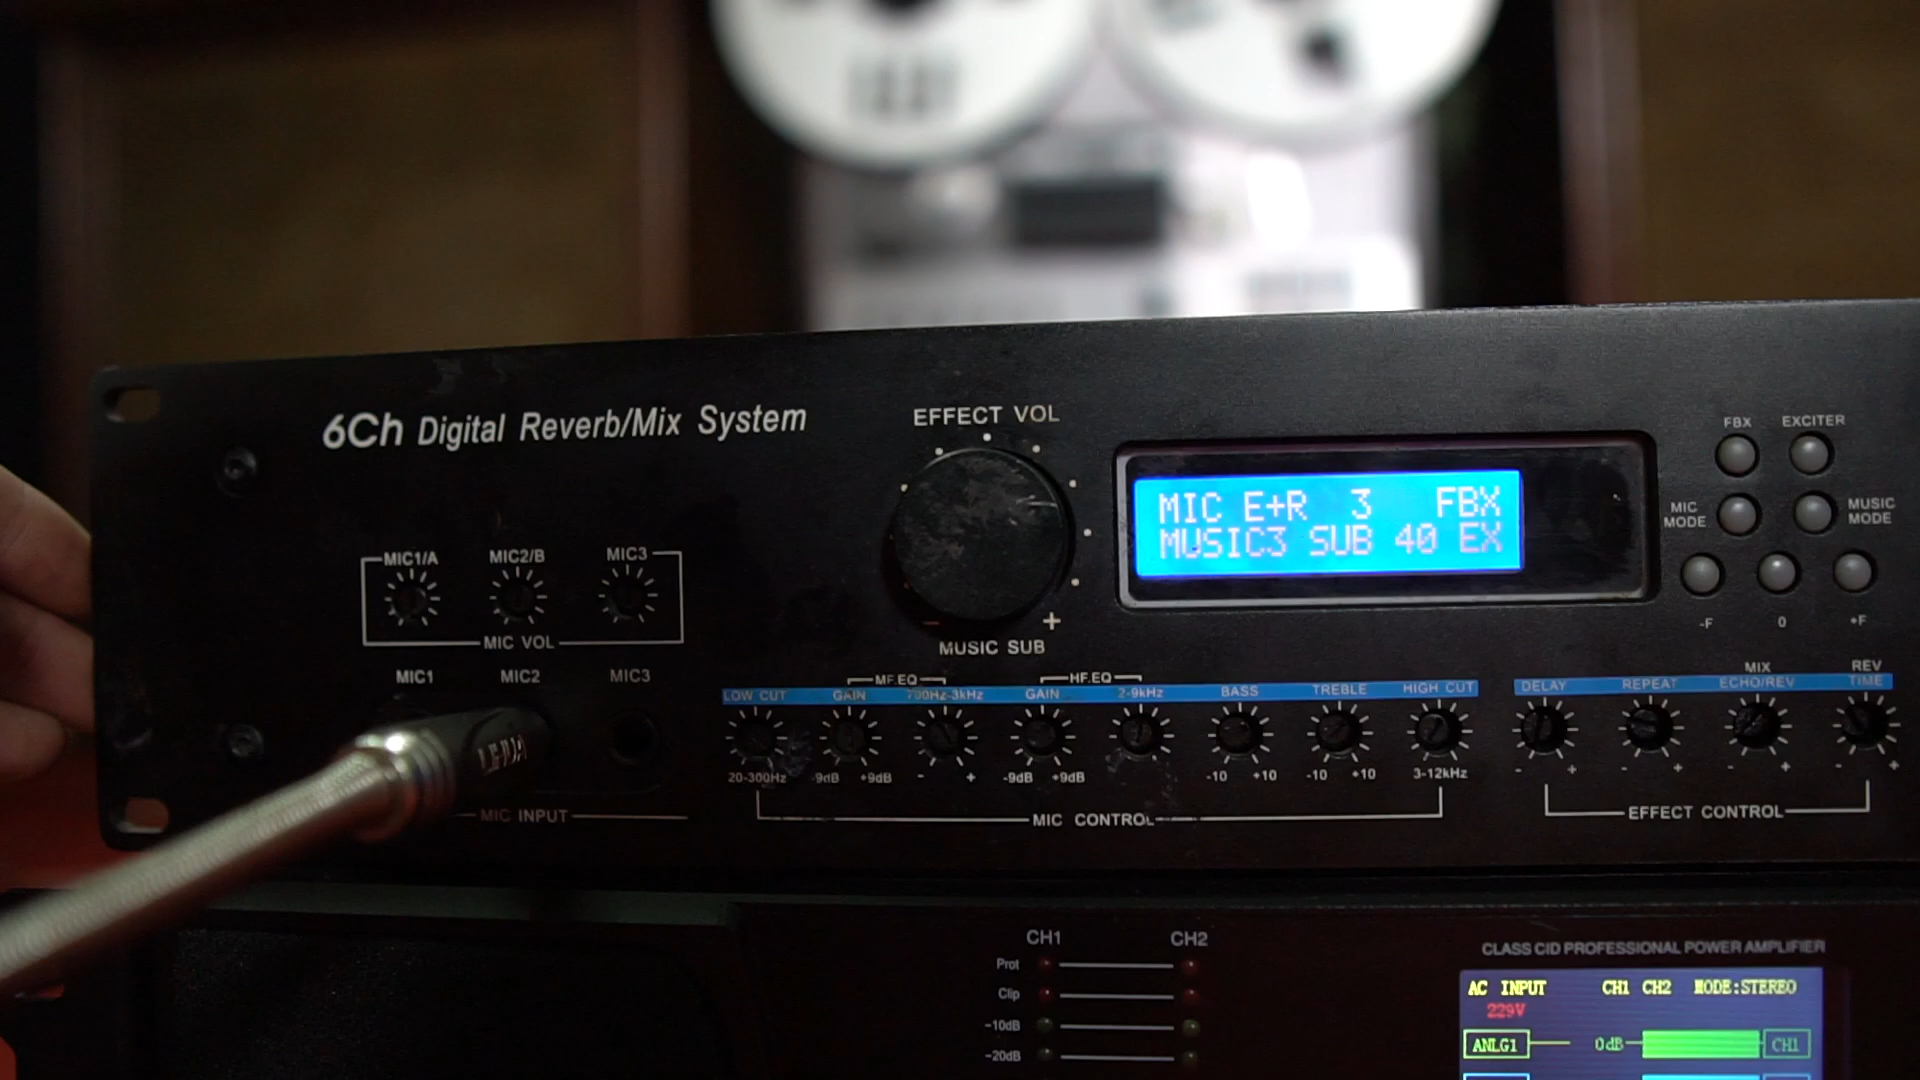 6Ch Digital Reverb/Mix System
EFFECT VOL
MUSIC SUB
- +
MIC E+R 3 FBX
MUSIC3 SUB 40 EX
FBX EXCITER
MIC MODE
MUSIC MODE
-F 0 +F
MIC1/A MIC2/B MIC3
MIC VOL
MIC1 MIC2 MIC3
MIC INPUT
MF.EQ HF.EQ
LOW CUT GAIN 700Hz-3kHz GAIN 2-9kHz BASS TREBLE HIGH CUT
20-300Hz -9dB +9dB - + -9dB +9dB -10 +10 -10 +10 3-12kHz
MIC CONTROL
DELAY REPEAT MIX ECHO/REV REV TIME
- + - + - + - +
EFFECT CONTROL
CH1 CH2
Prot
Clip
-10dB
-20dB
CLASS CID PROFESSIONAL POWER AMPLIFIER
AC INPUT CH1 CH2 MODE:STEREO
229V
ANLG1 0dB CH1